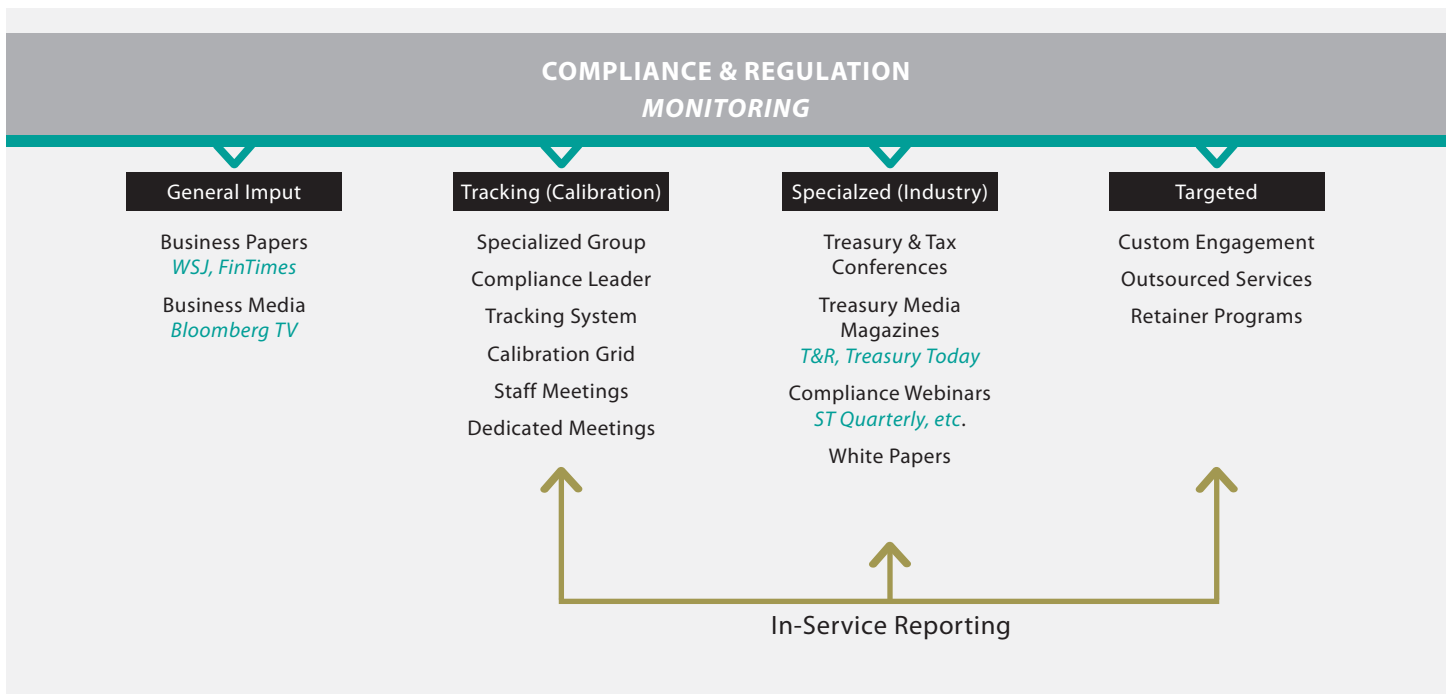 COMPLIANCE & REGULATION
MONITORING
General Imput
Business Papers
WSJ, FinTimes
Business Media
Bloomberg TV
Tracking (Calibration)
Specialized Group
Compliance Leader
Tracking System
Calibration Grid
Staff Meetings
Dedicated Meetings
Specialzed (Industry)
Treasury & Tax
Conferences
Treasury Media
Magazines
T&R, Treasury Today
Compliance Webinars
ST Quarterly, etc.
White Papers
Targeted
Custom Engagement
Outsourced Services
Retainer Programs
In-Service Reporting